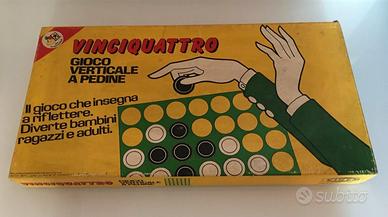 VINCIQUATTRO
GIOCO
VERTICALE
A PEDINE
Il gioco che insegna
a riflettere.
Diverte bambini
ragazzi e adulti.
VINCIQUATTRO
subito